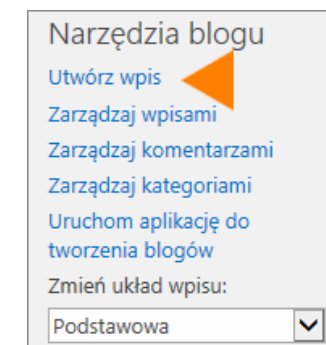 Narzędzia blogu
Utwórz wpis
Zarządzaj wpisami
Zarządzaj komentarzami
Zarządzaj kategoriami
Uruchom aplikację do
tworzenia blogów
Zmień układ wpisu:
Podstawowa